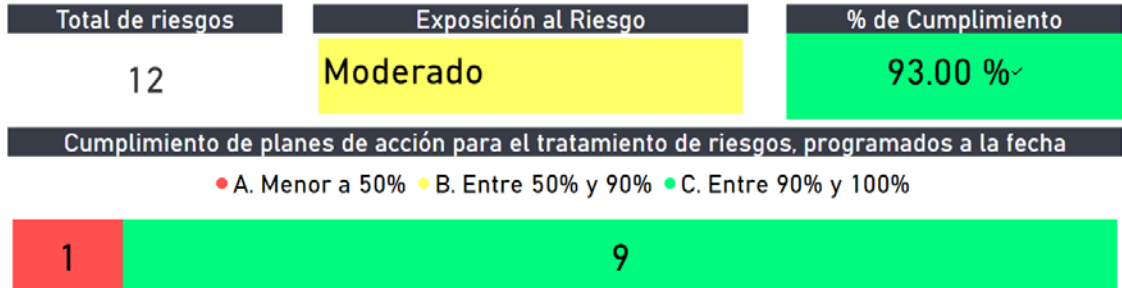 Total de riesgos
Exposición al Riesgo
% de Cumplimiento
12
Moderado
93.00 %✓
Cumplimiento de planes de acción para el tratamiento de riesgos, programados a la fecha
A. Menor a 50% B. Entre 50% y 90% C. Entre 90% y 100%
1
9